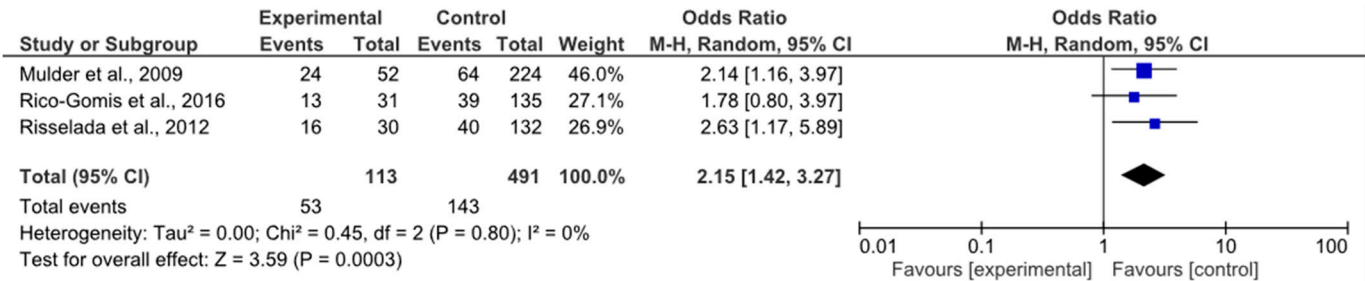 Experimental Control Odds Ratio Odds Ratio
Study or Subgroup Events Total Events Total Weight M-H, Random, 95% CI M-H, Random, 95% CI
Mulder et al., 2009 24 52 64 224 46.0% 2.14 [1.16, 3.97]
Rico-Gomis et al., 2016 13 31 39 135 27.1% 1.78 [0.80, 3.97]
Risselada et al., 2012 16 30 40 132 26.9% 2.63 [1.17, 5.89]
Total (95% CI) 113 491 100.0% 2.15 [1.42, 3.27]
Total events 53 143
Heterogeneity: Tau² = 0.00; Chi² = 0.45, df = 2 (P = 0.80); I² = 0%
Test for overall effect: Z = 3.59 (P = 0.0003)
0.01 0.1 1 10 100
Favours [experimental] Favours [control]